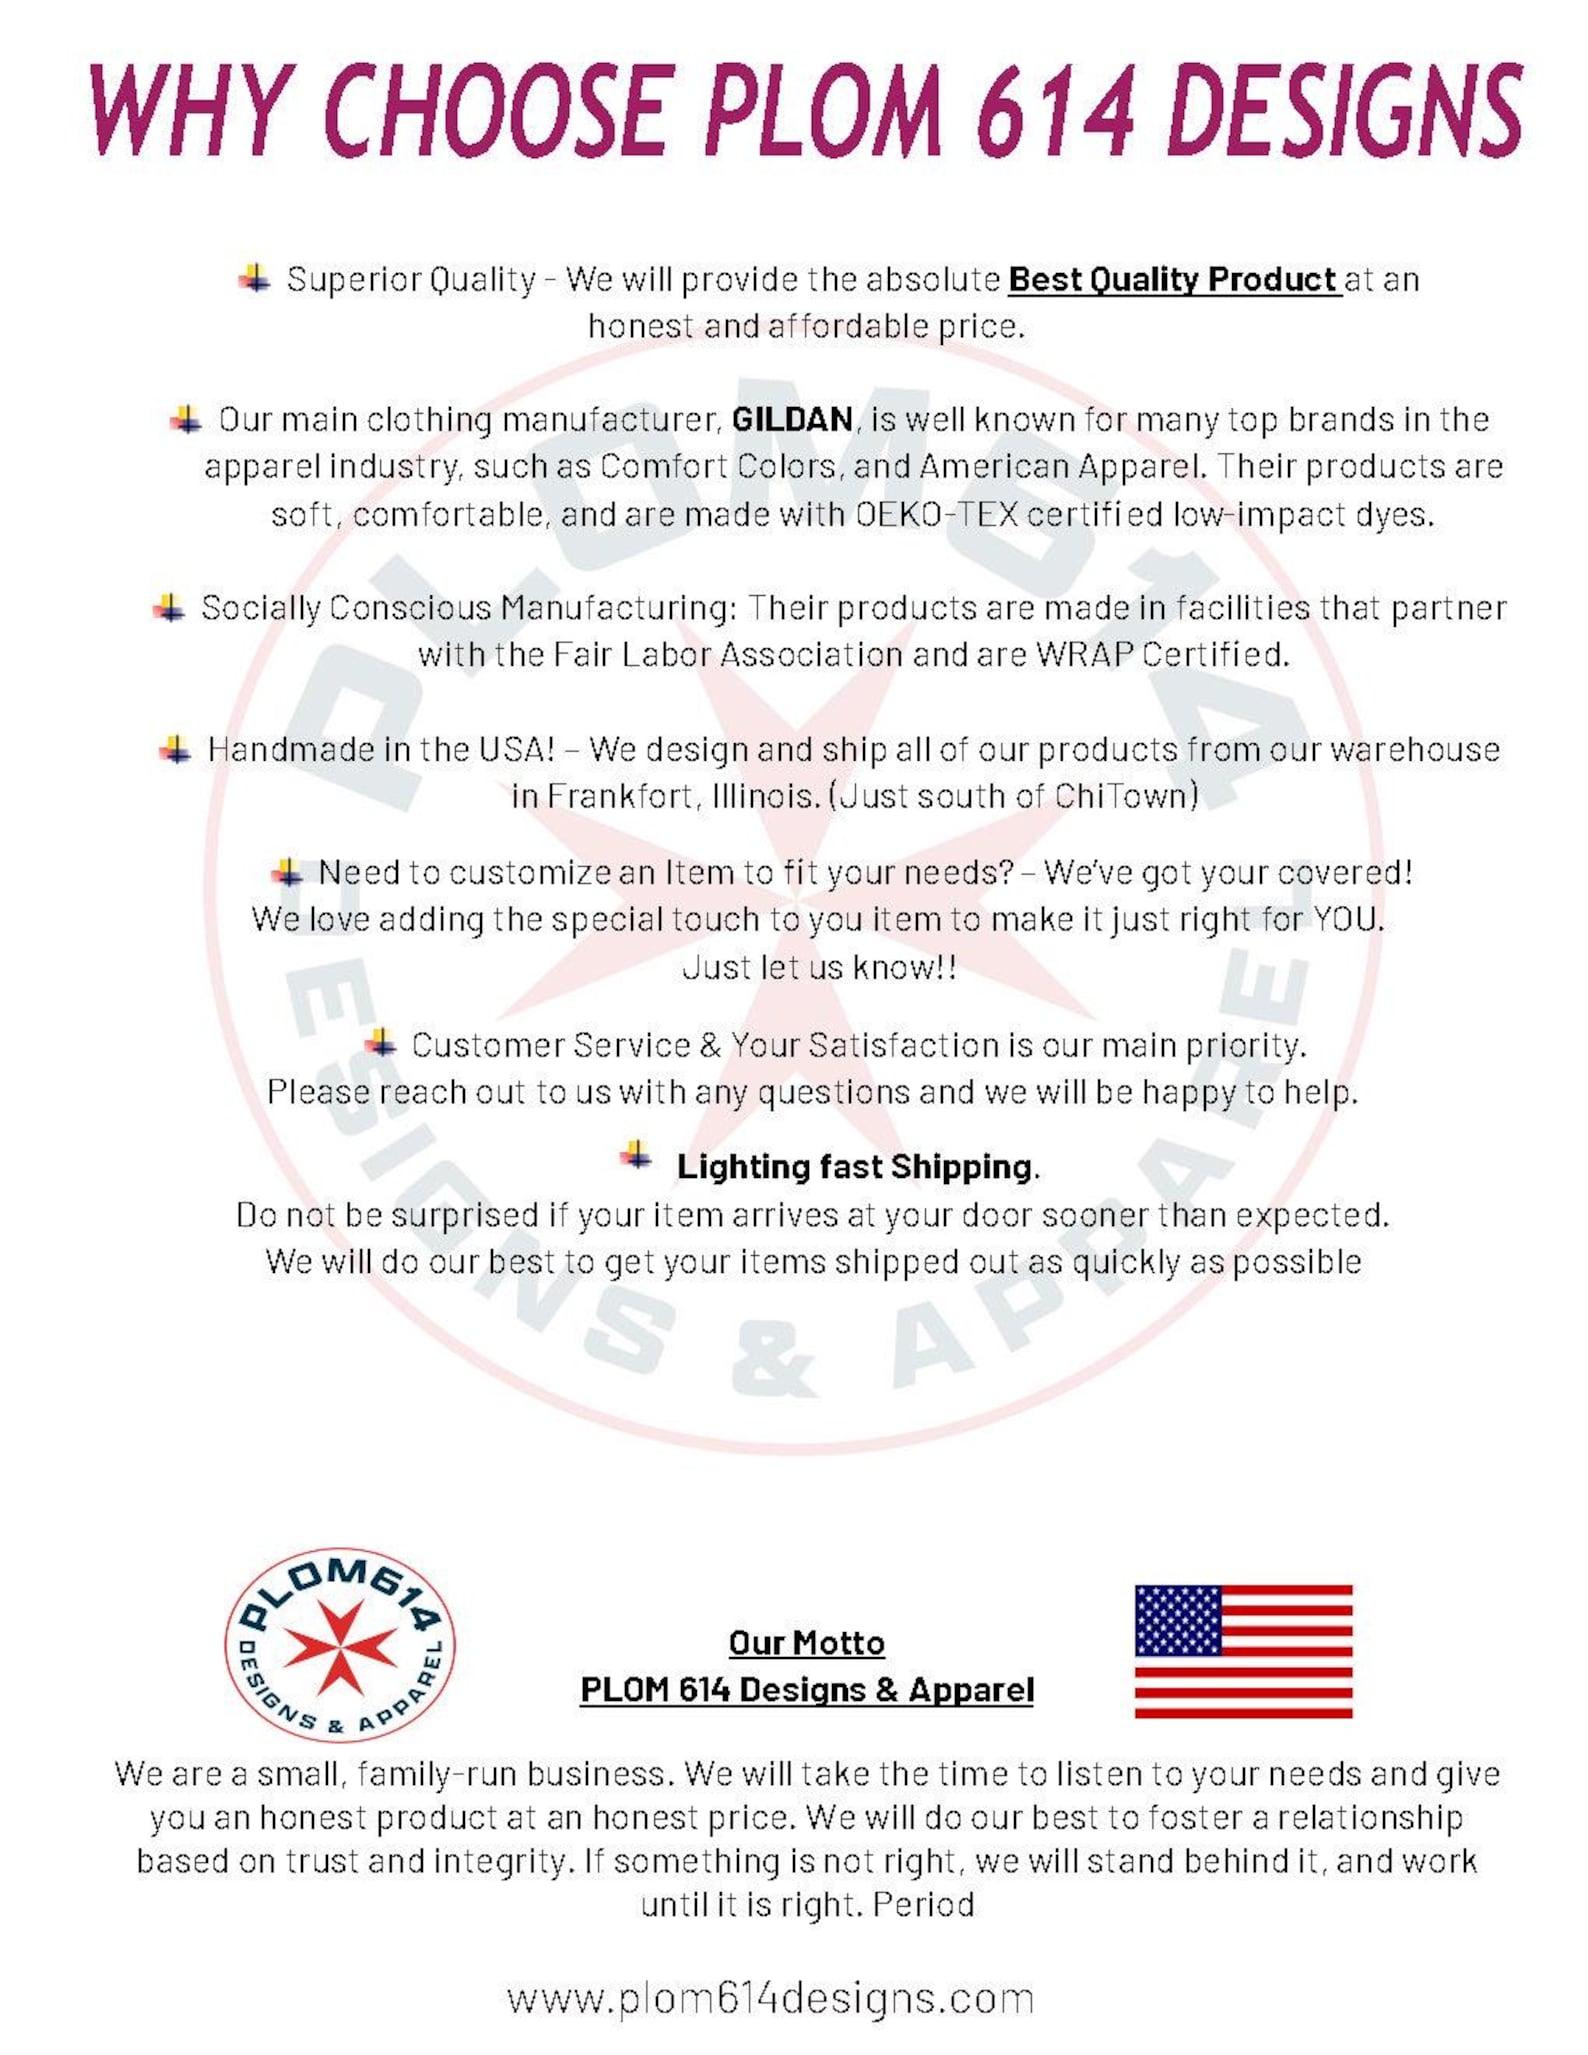 WHY CHOOSE PLOM 614 DESIGNS
Superior Quality - We will provide the absolute Best Quality Product at an
honest and affordable price.
Our main clothing manufacturer, GILDAN, is well known for many top brands in the
apparel industry, such as Comfort Colors, and American Apparel. Their products are
soft, comfortable, and are made with OEKO-TEX certified low-impact dyes.
Socially Conscious Manufacturing: Their products are made in facilities that partner
with the Fair Labor Association and are WRAP Certified.
Handmade in the USA! – We design and ship all of our products from our warehouse
in Frankfort, Illinois. (Just south of ChiTown)
Need to customize an Item to fit your needs? – We've got your covered!
We love adding the special touch to you item to make it just right for YOU.
Just let us know!!
Customer Service & Your Satisfaction is our main priority.
Please reach out to us with any questions and we will be happy to help.
Lighting fast Shipping.
Do not be surprised if your item arrives at your door sooner than expected.
We will do our best to get your items shipped out as quickly as possible
PLOM614
DESIGNS & APPAREL
PLOM614
DESIGNS & APPAREL
Our Motto
PLOM 614 Designs & Apparel
We are a small, family-run business. We will take the time to listen to your needs and give
you an honest product at an honest price. We will do our best to foster a relationship
based on trust and integrity. If something is not right, we will stand behind it, and work
until it is right. Period
www.plom614designs.com